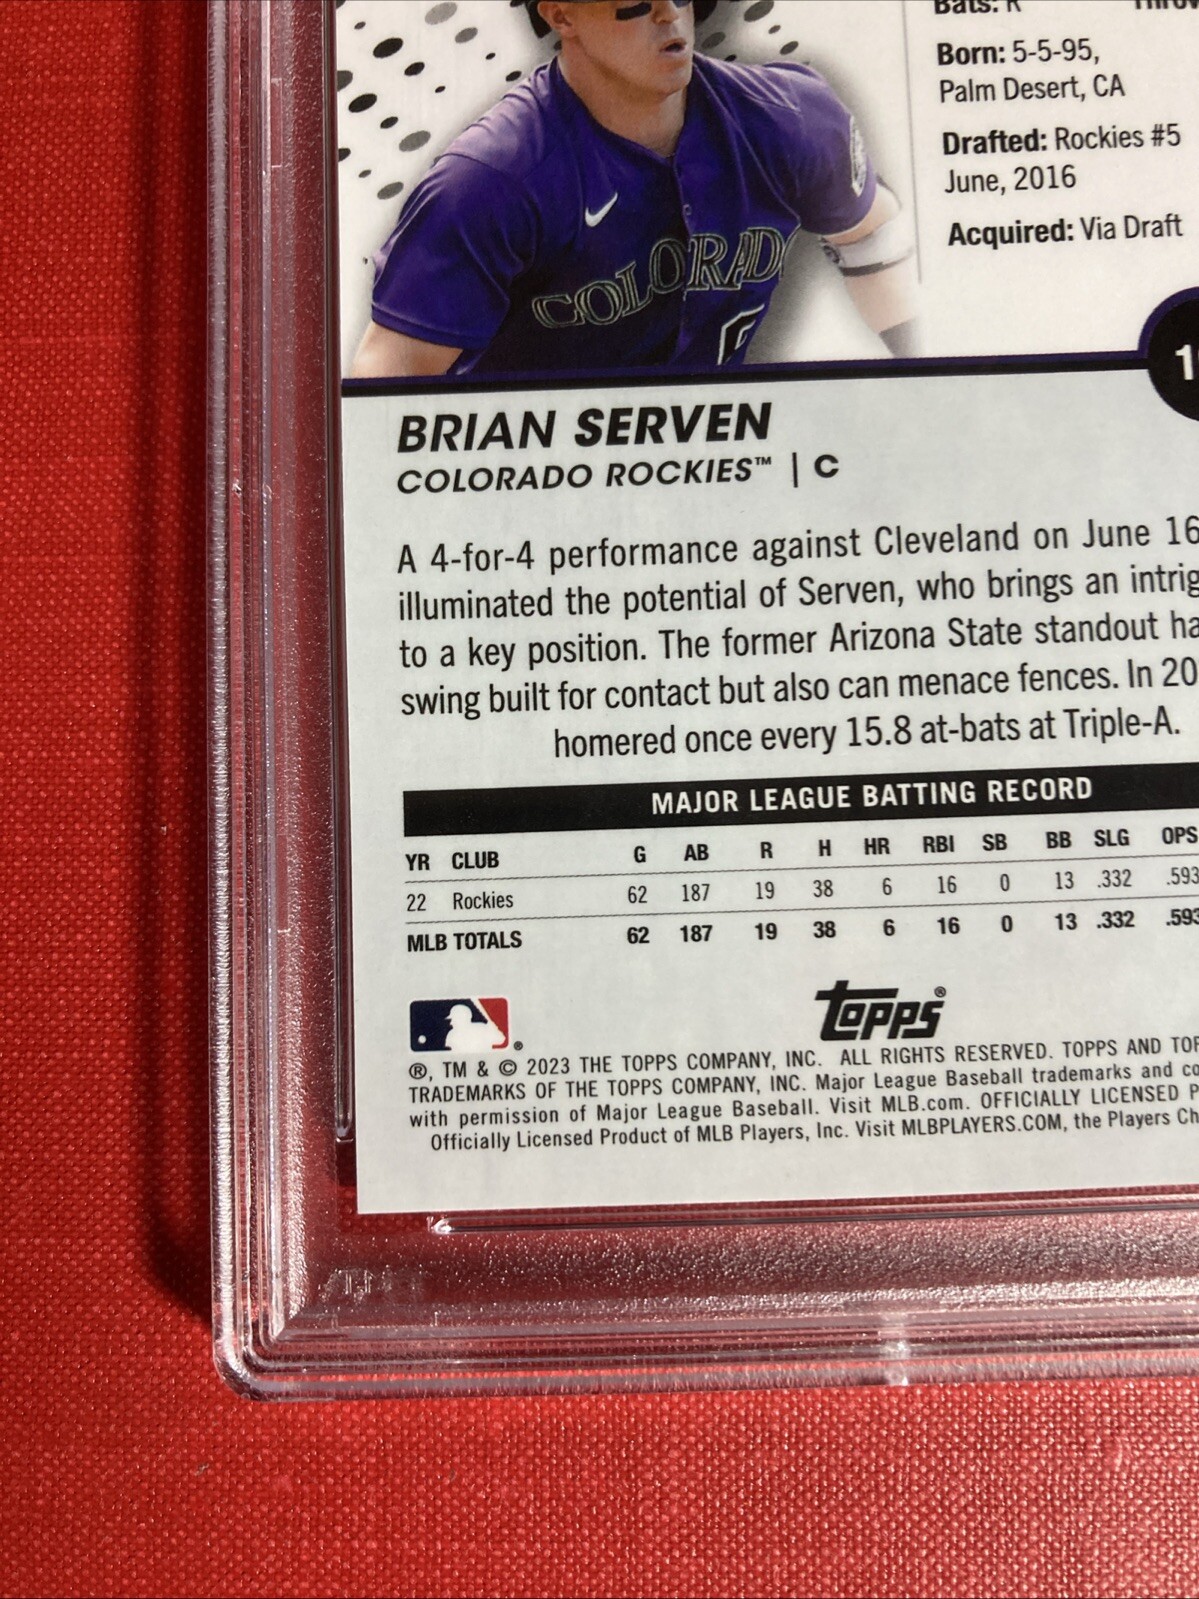 Bats: R Throw
Born: 5-5-95,
Palm Desert, CA
Drafted: Rockies #5
June, 2016
Acquired: Via Draft
COLORADO
1
BRIAN SERVEN
COLORADO ROCKIES™ | C
A 4-for-4 performance against Cleveland on June 16
illuminated the potential of Serven, who brings an intrig
to a key position. The former Arizona State standout ha
swing built for contact but also can menace fences. In 20
homered once every 15.8 at-bats at Triple-A.
MAJOR LEAGUE BATTING RECORD
YR CLUB G AB R H HR RBI SB BB SLG OPS
22 Rockies 62 187 19 38 6 16 0 13 .332 .593
MLB TOTALS 62 187 19 38 6 16 0 13 .332 .593
TOPPS®
®
®, TM & © 2023 THE TOPPS COMPANY, INC. ALL RIGHTS RESERVED. TOPPS AND TOP
TRADEMARKS OF THE TOPPS COMPANY, INC. Major League Baseball trademarks and co
with permission of Major League Baseball. Visit MLB.com. OFFICIALLY LICENSED P
Officially Licensed Product of MLB Players, Inc. Visit MLBPLAYERS.COM, the Players Ch